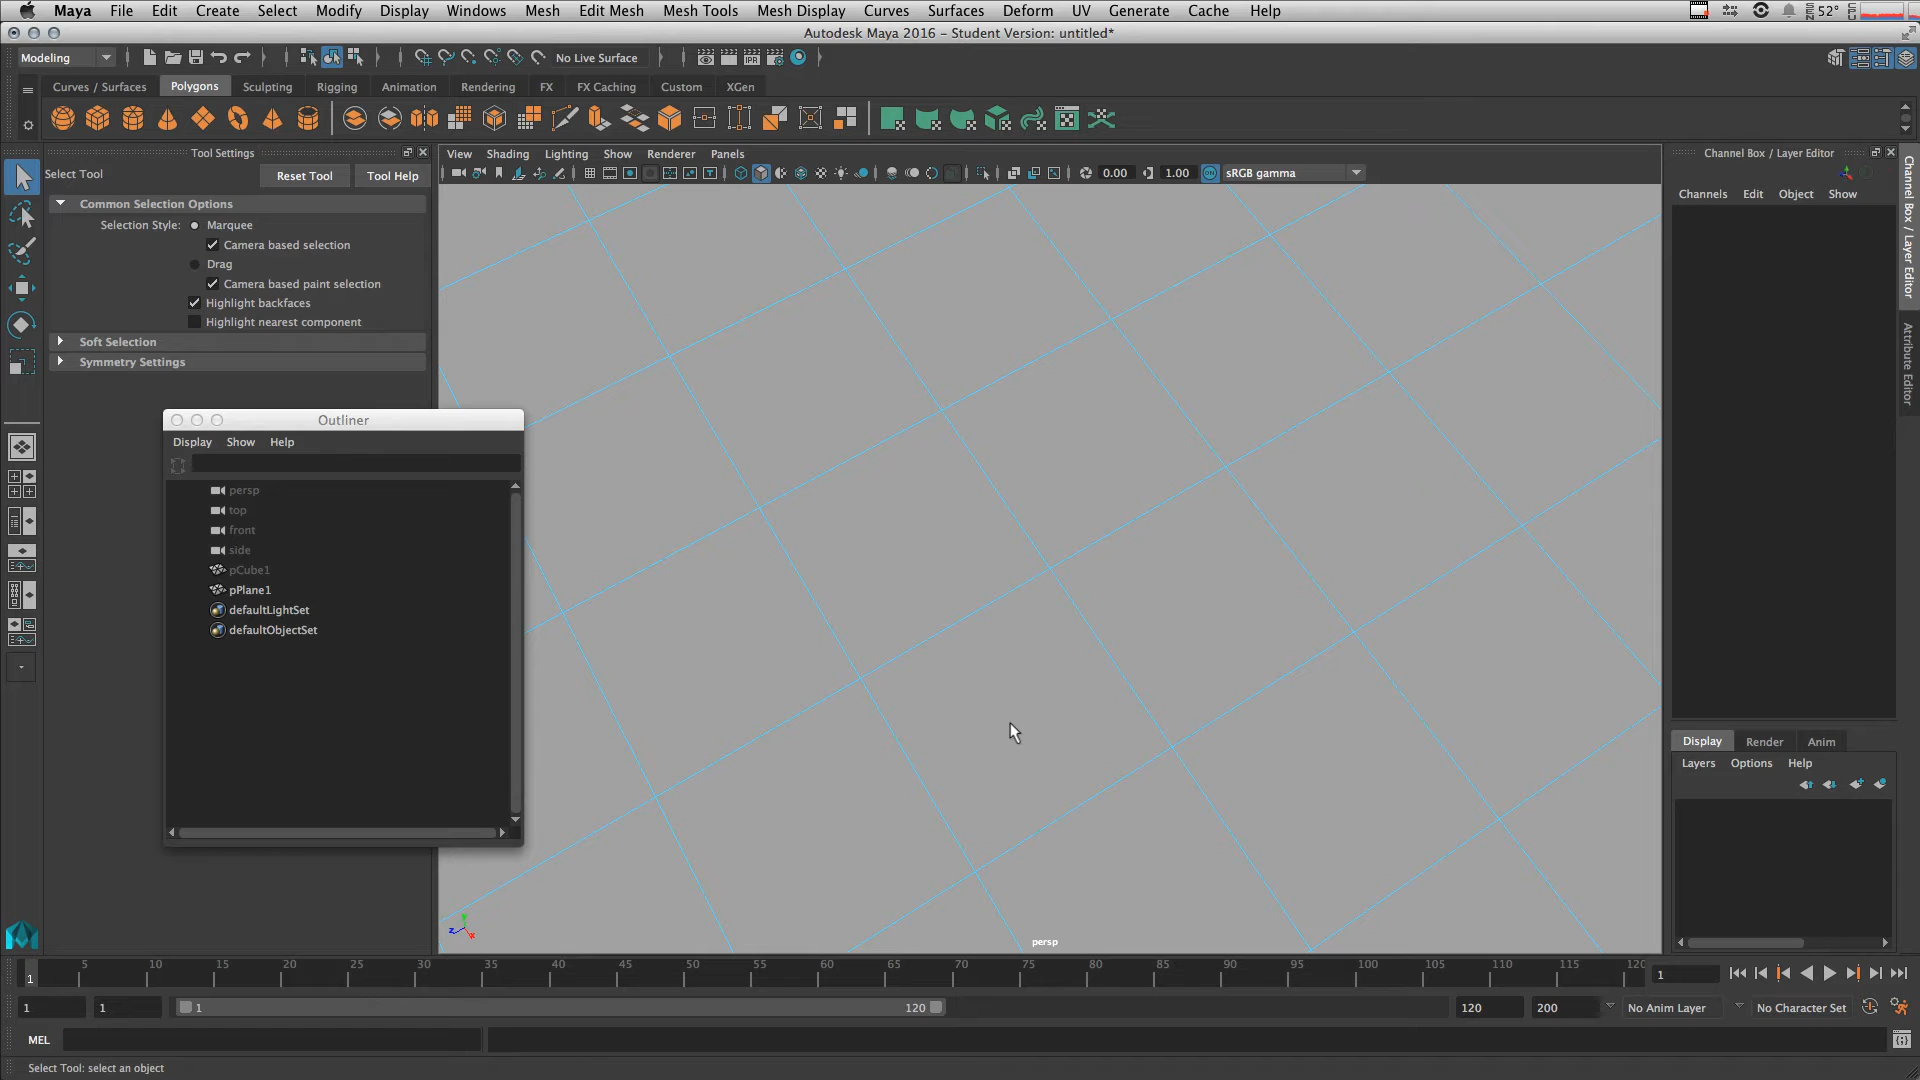 Maya File Edit Create Select Modify Display Windows Mesh Edit Mesh Mesh Tools Mesh Display Curves Surfaces Deform UV Generate Cache Help 52°
Autodesk Maya 2016 - Student Version: untitled*
Modeling No Live Surface
Curves / Surfaces Polygons Sculpting Rigging Animation Rendering FX FX Caching Custom XGen
Tool Settings
Select Tool Reset Tool Tool Help
Common Selection Options
Selection Style: Marquee
Camera based selection
Drag
Camera based paint selection
Highlight backfaces
Highlight nearest component
Soft Selection
Symmetry Settings
Outliner
Display Show Help
persp
top
front
side
pCube1
pPlane1
defaultLightSet
defaultObjectSet
View Shading Lighting Show Renderer Panels
0.00 1.00 ON sRGB gamma
persp
y
z
x
Channel Box / Layer Editor
Channels Edit Object Show
Channel Box / Layer Editor
Attribute Editor
Display Render Anim
Layers Options Help
1 5 10 15 20 25 30 35 40 45 50 55 60 65 70 75 80 85 90 95 100 105 110 115 120 1
1 1 1 120 120 200 No Anim Layer No Character Set
MEL
Select Tool: select an object